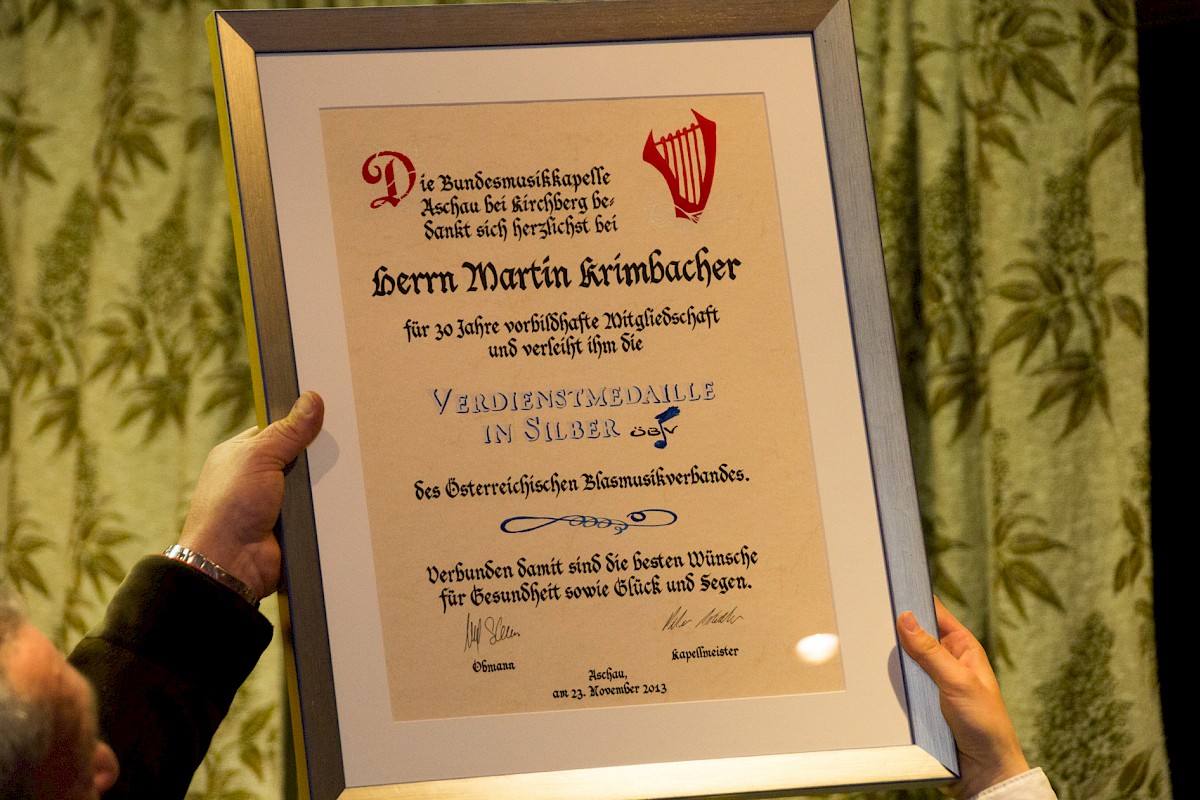 Die Bundesmusikkapelle
Aschau bei Kirchberg be-
dankt sich herzlichst bei
Herrn Martin Krimbacher
für 30 Jahre vorbildhafte Mitgliedschaft
und verleiht ihm die
VERDIENSTMEDAILLE
IN SILBER ÖBV
des Österreichischen Blasmusikverbandes.
Verbunden damit sind die besten Wünsche
für Gesundheit sowie Glück und Segen.
Obmann
Kapellmeister
Aschau,
am 23. November 2013